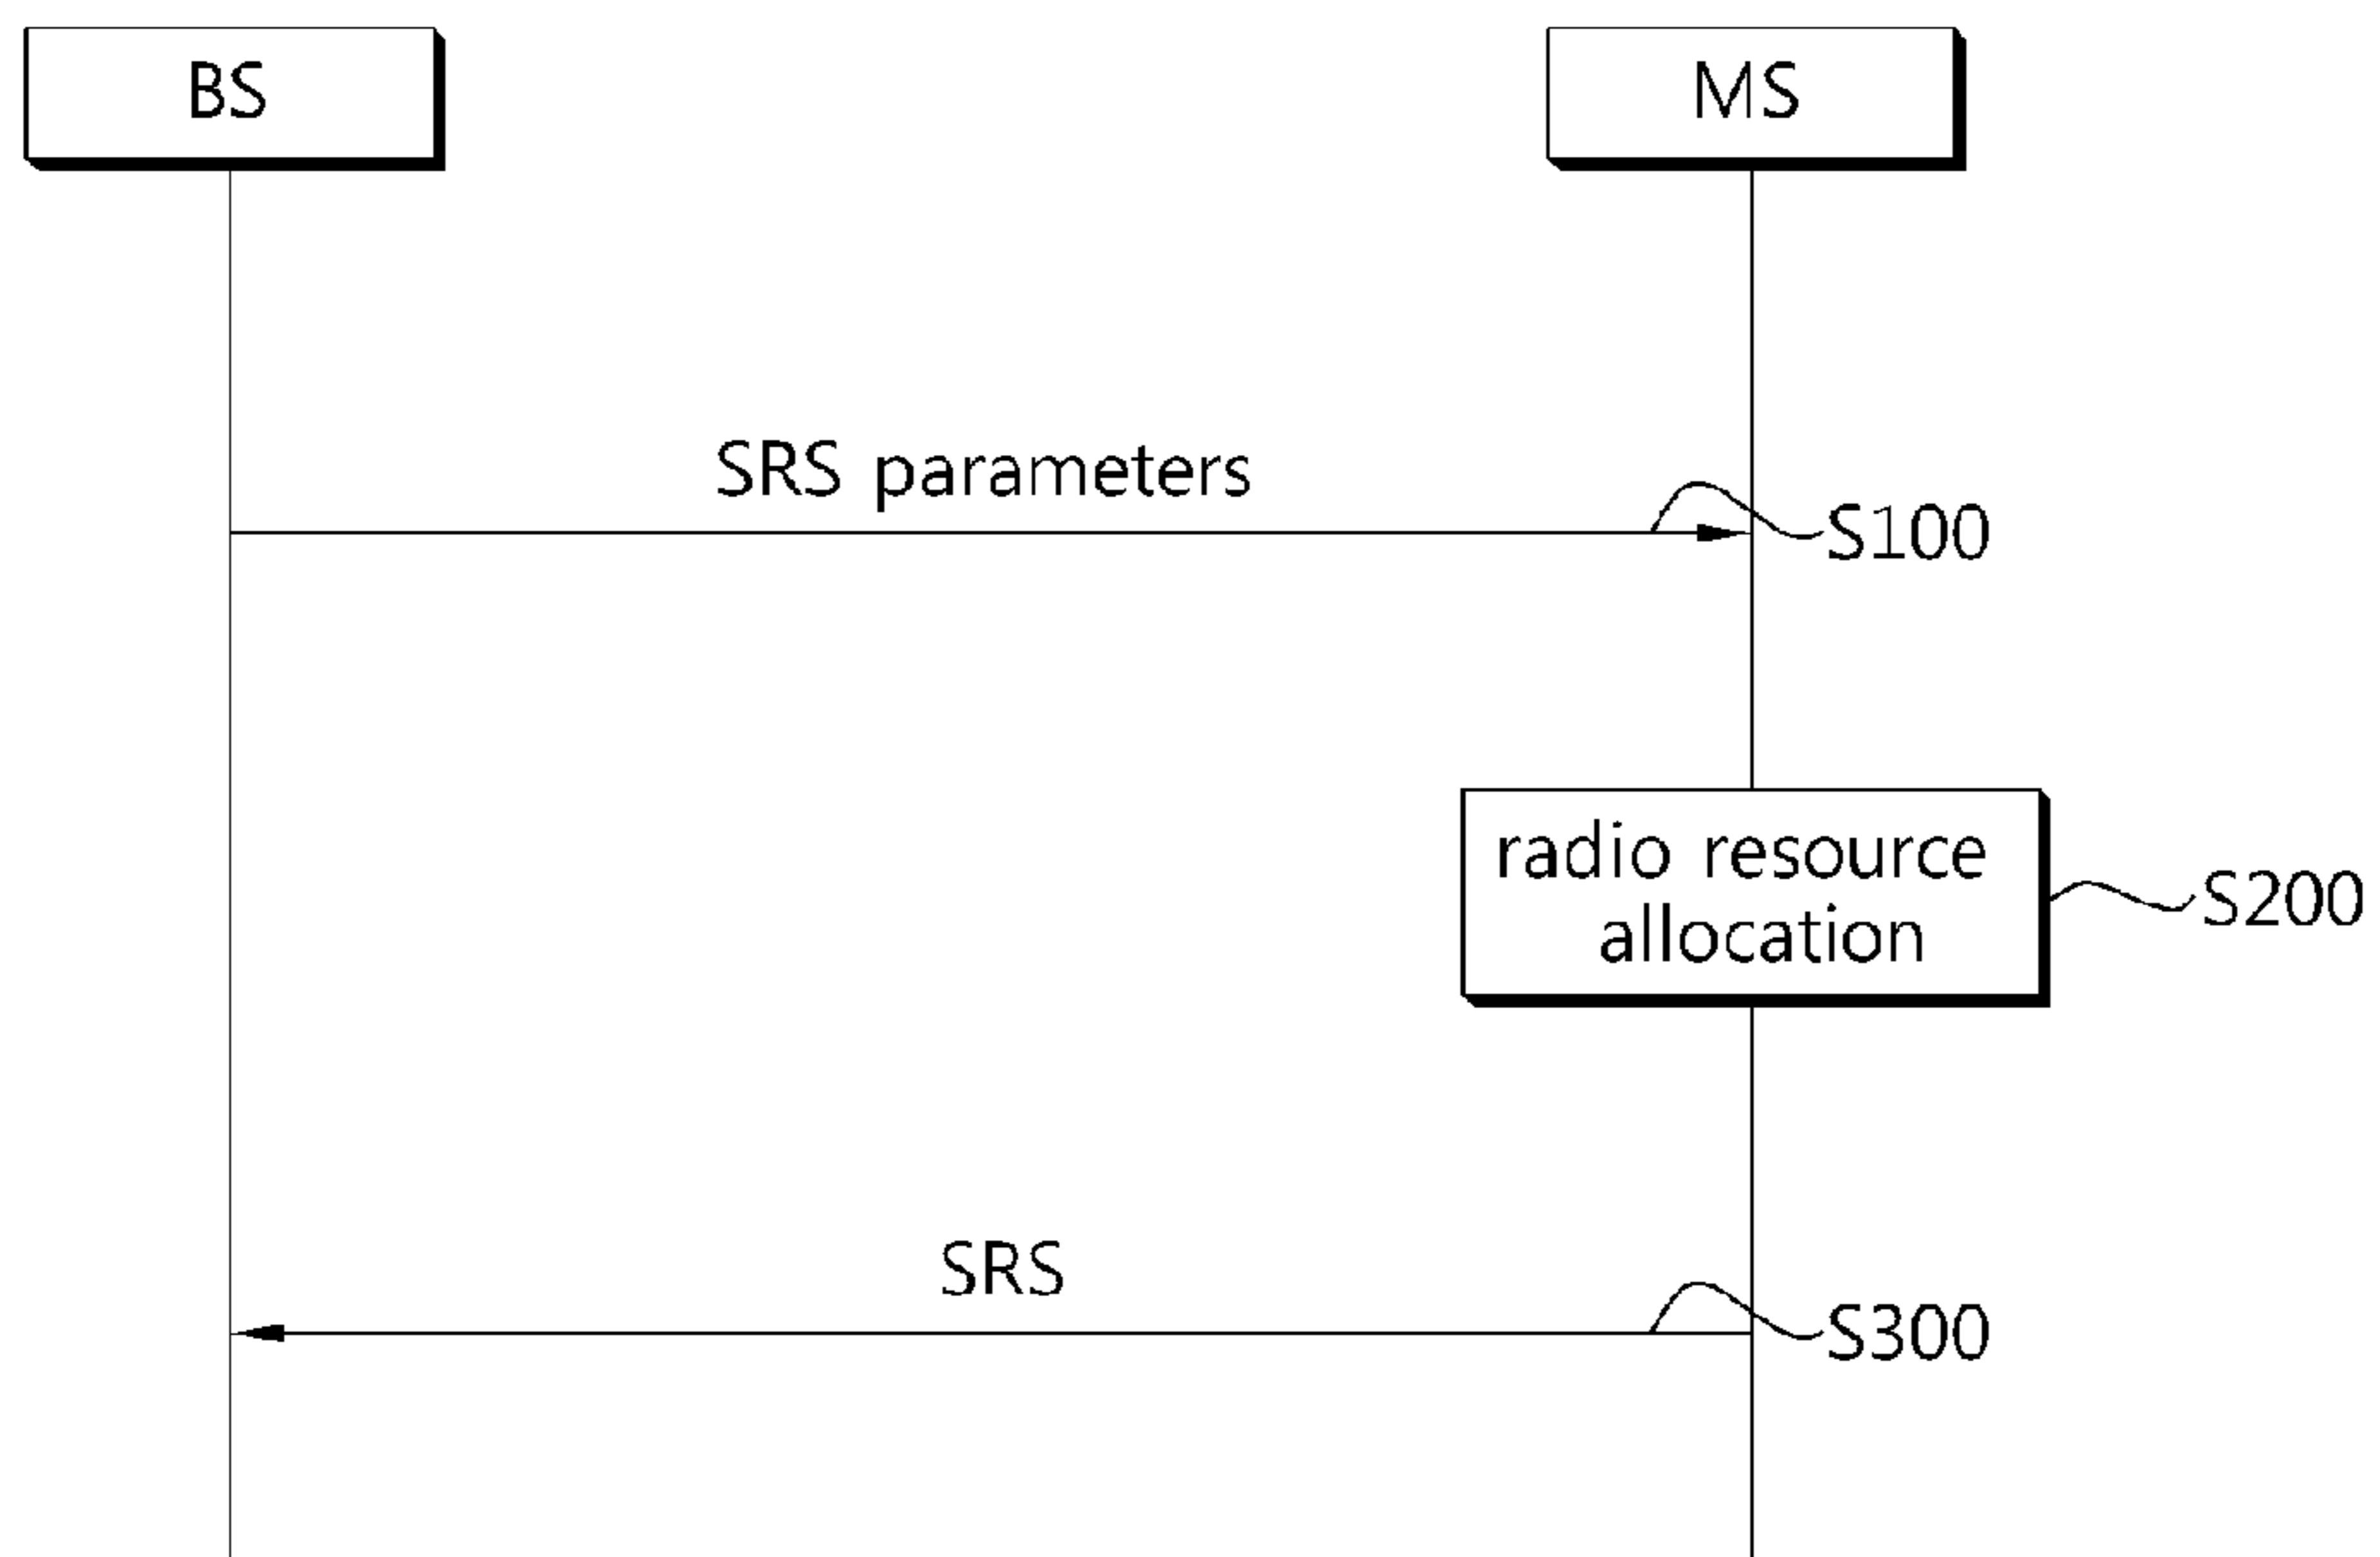 BS
MS
SRS parameters
S100
radio resource
allocation
S200
SRS
S300